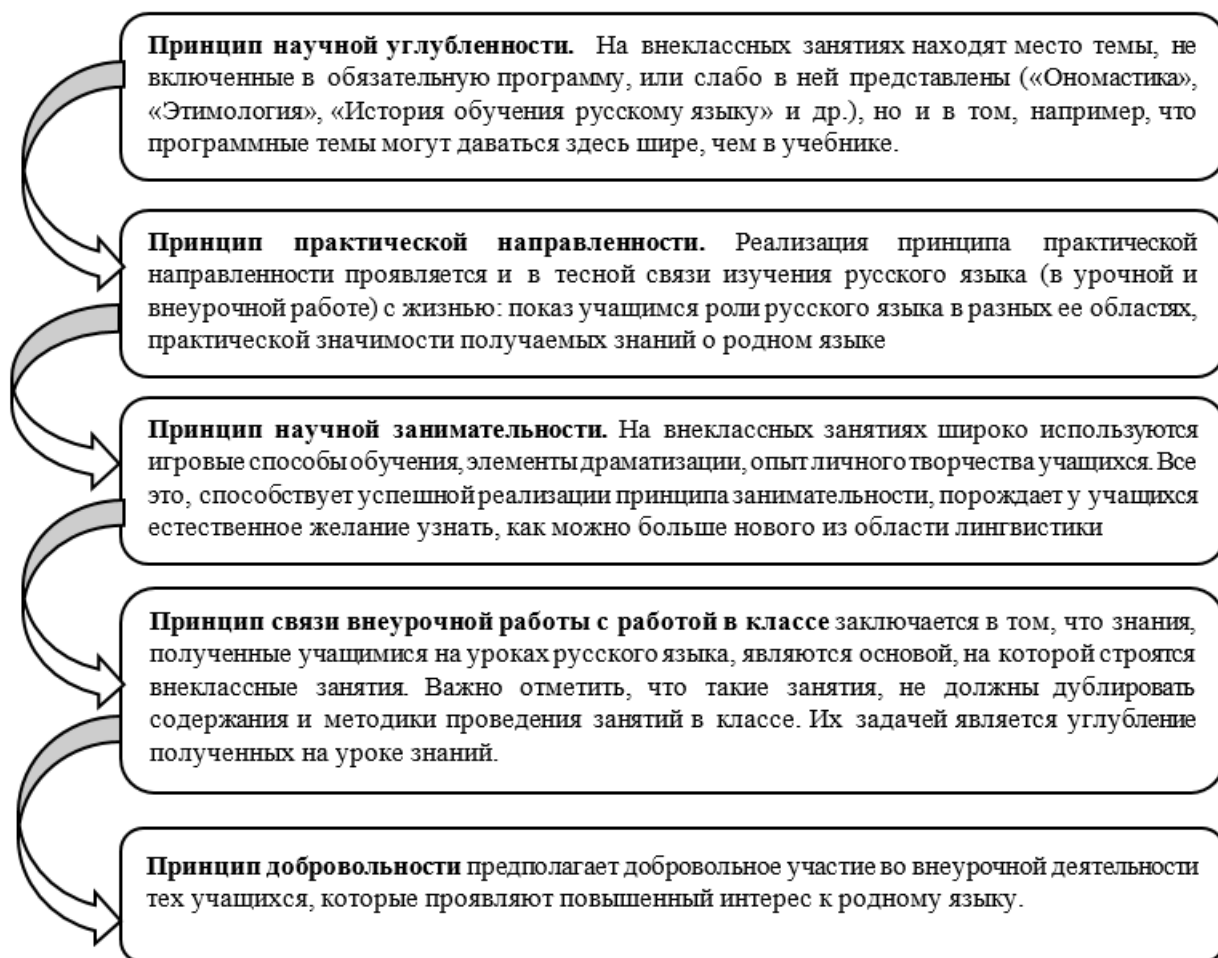 Принцип научной углубленности. На внеклассных занятиях находят место темы, не
включенные в обязательную программу, или слабо в ней представлены («Ономастика»,
«Этимология», «История обучения русскому языку» и др.), но и в том, например, что
программные темы могут даваться здесь шире, чем в учебнике.
Принцип практической направленности. Реализация принципа практической
направленности проявляется и в тесной связи изучения русского языка (в урочной и
внеурочной работе) с жизнью: показ учащимся роли русского языка в разных ее областях,
практической значимости получаемых знаний о родном языке
Принцип научной занимательности. На внеклассных занятиях широко используются
игровые способы обучения, элементы драматизации, опыт личного творчества учащихся. Все
это, способствует успешной реализации принципа занимательности, порождает у учащихся
естественное желание узнать, как можно больше нового из области лингвистики
Принцип связи внеурочной работы с работой в классе заключается в том, что знания,
полученные учащимися на уроках русского языка, являются основой, на которой строятся
внеклассные занятия. Важно отметить, что такие занятия, не должны дублировать
содержания и методики проведения занятий в классе. Их задачей является углубление
полученных на уроке знаний.
Принцип добровольности предполагает добровольное участие во внеурочной деятельности
тех учащихся, которые проявляют повышенный интерес к родному языку.